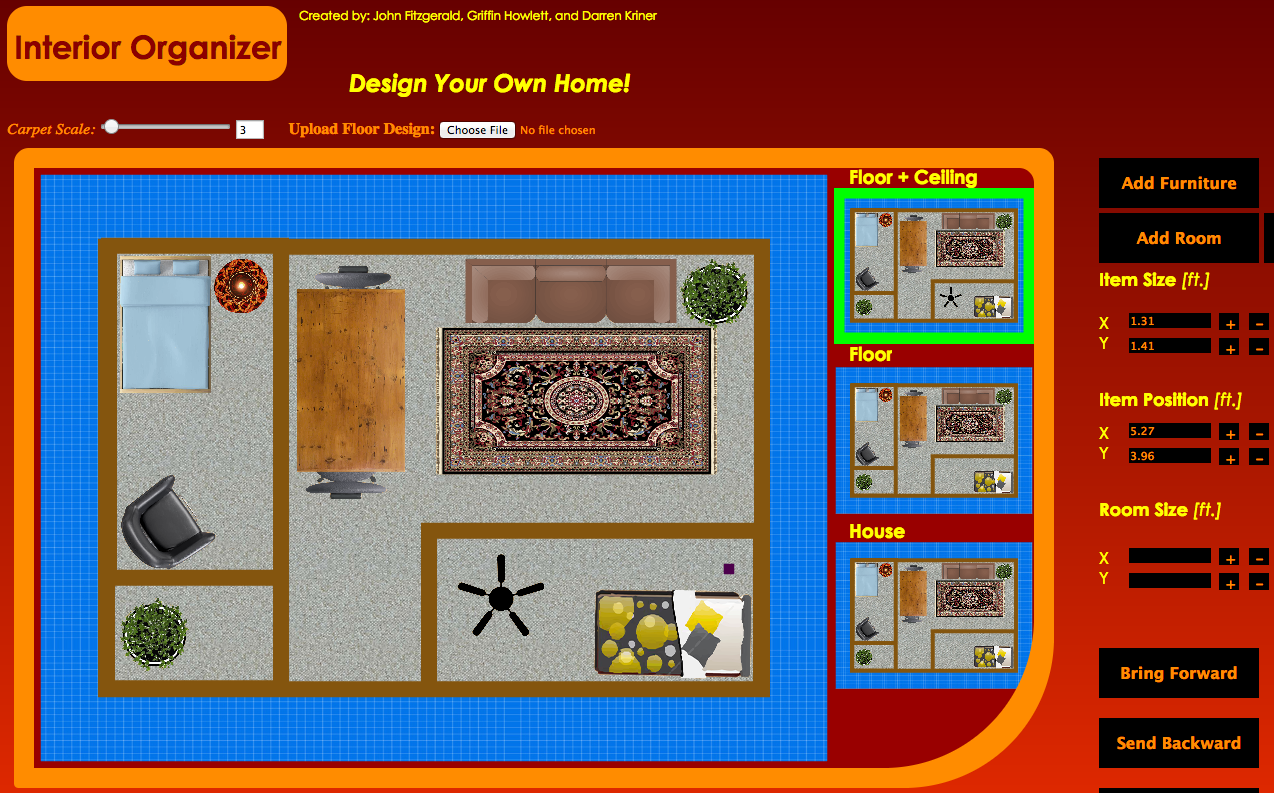 Created by: John Fitzgerald, Griffin Howlett, and Darren Kriner
Interior Organizer
Design Your Own Home!
Carpet Scale: 3 Upload Floor Design: Choose File No file chosen
Floor + Ceiling
Floor
House
Add Furniture
Add Room
Item Size [ft.]
X 1.31 + -
Y 1.41 + -
Item Position [ft.]
X 5.27 + -
Y 3.96 + -
Room Size [ft.]
X + -
Y + -
Bring Forward
Send Backward